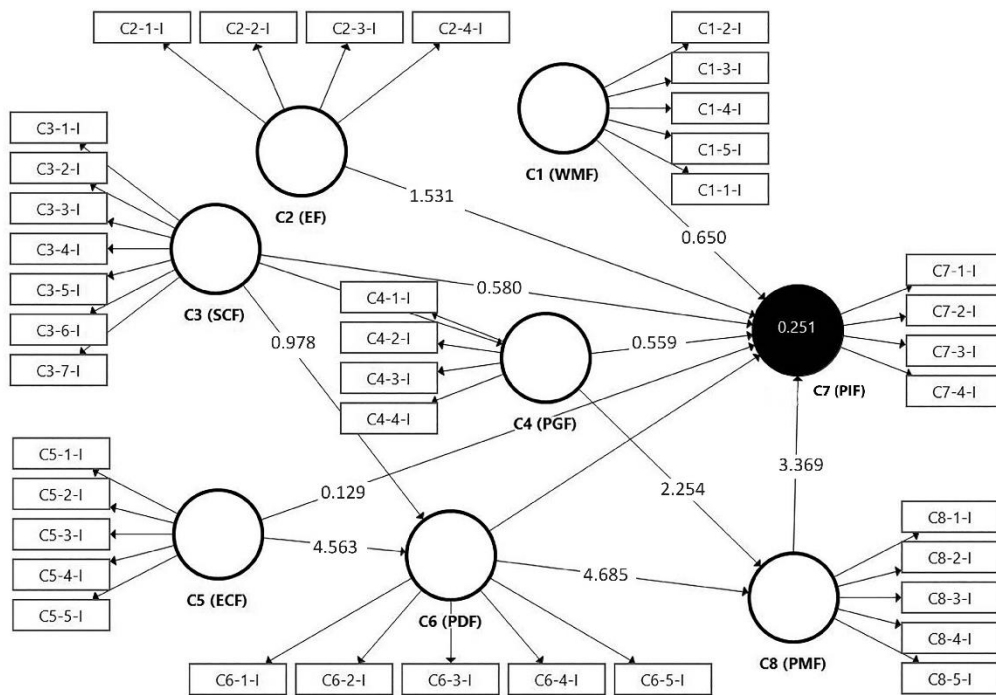 C2-1-I
C2-2-I
C2-3-I
C2-4-I
C1-2-I
C1-3-I
C1-4-I
C1-5-I
C1-1-I
C1 (WMF)
C2 (EF)
C3-1-I
C3-2-I
C3-3-I
C3-4-I
C3-5-I
C3-6-I
C3-7-I
C3 (SCF)
1.531
0.650
0.580
0.978
C4-1-I
C4-2-I
C4-3-I
C4-4-I
C4 (PGF)
0.559
0.251
C7 (PIF)
C7-1-I
C7-2-I
C7-3-I
C7-4-I
C5-1-I
C5-2-I
C5-3-I
C5-4-I
C5-5-I
C5 (ECF)
0.129
4.563
2.254
3.369
4.685
C6 (PDF)
C6-1-I
C6-2-I
C6-3-I
C6-4-I
C6-5-I
C8 (PMF)
C8-1-I
C8-2-I
C8-3-I
C8-4-I
C8-5-I